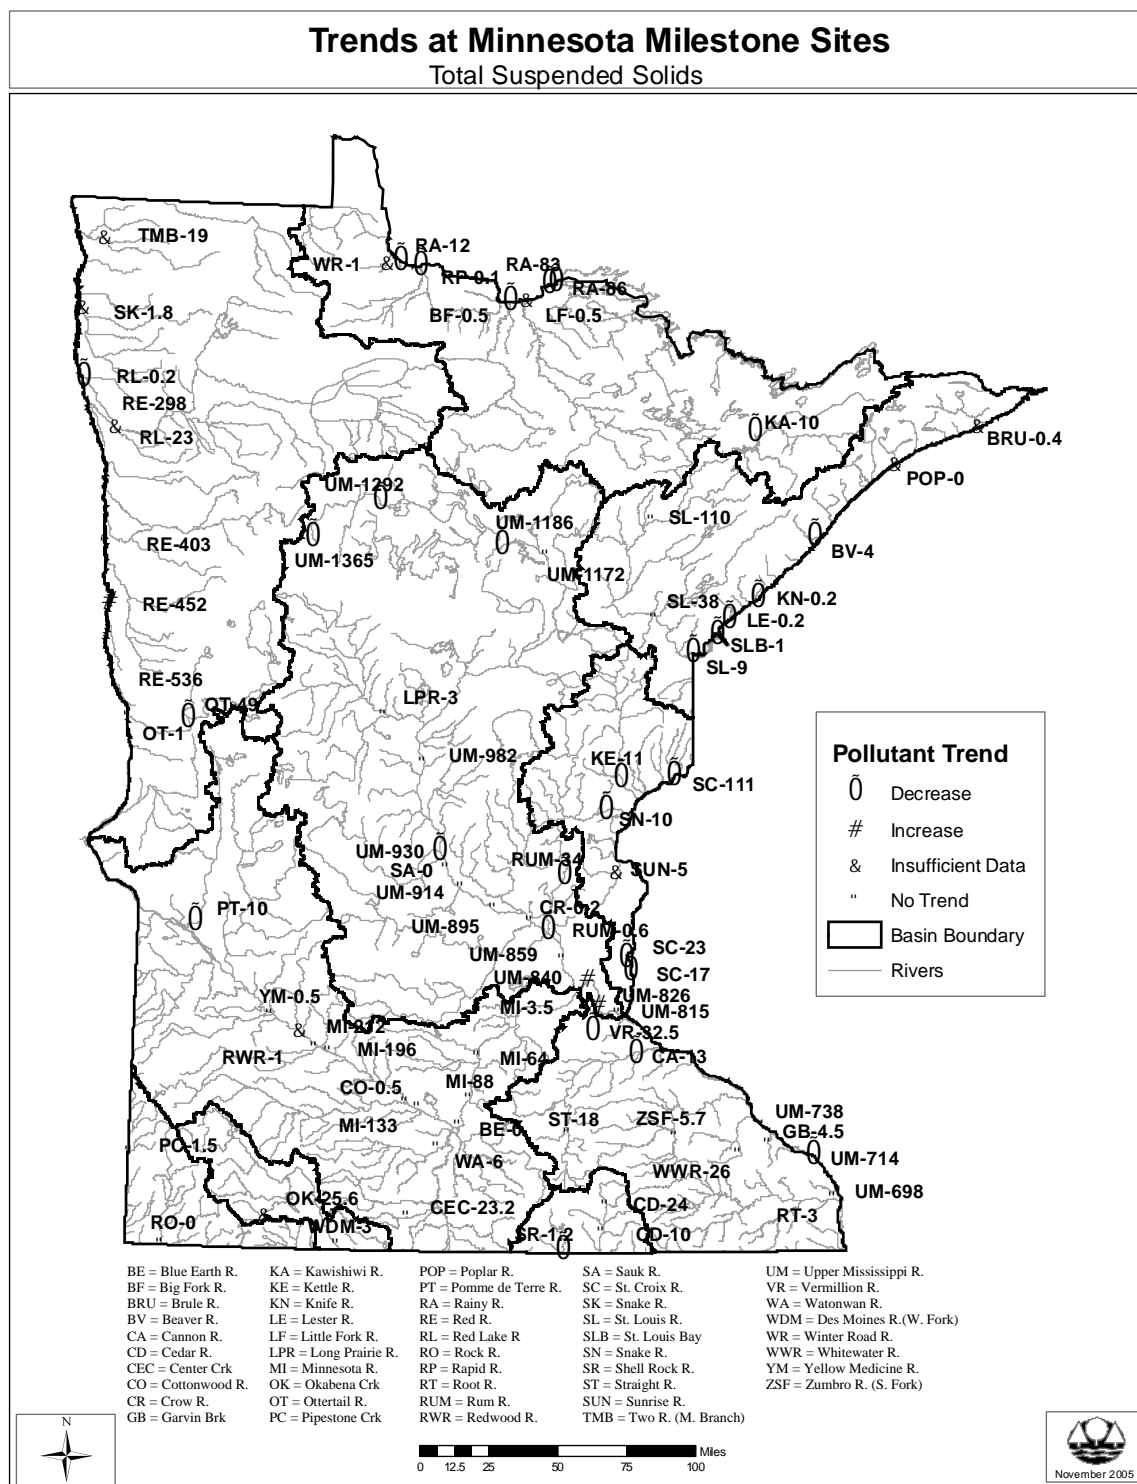 Trends at Minnesota Milestone Sites
Total Suspended Solids
TMB-19
WR-1
RA-12
RP-0.1
RA-83
RA-86
BF-0.5
LF-0.5
SK-1.8
RL-0.2
RE-298
RL-23
KA-10
BRU-0.4
POP-0
UM-1292
UM-1186
SL-110
RE-403
UM-1365
UM-1172
BV-4
RE-452
SL-38
KN-0.2
LE-0.2
SLB-1
SL-9
RE-536
OT-49
OT-1
LPR-3
UM-982
KE-11
SC-111
SN-10
Pollutant Trend
Decrease
# Increase
& Insufficient Data
" No Trend
Basin Boundary
Rivers
UM-930
SA-0
UM-914
RUM-34
SUN-5
PT-10
UM-895
CR-0.2
RUM-0.6
UM-859
UM-840
SC-23
SC-17
YM-0.5
MI-212
MI-3.5
UM-826
UM-815
VR-32.5
RWR-1
MI-196
MI-64
CA-13
CO-0.5
MI-88
MI-133
BE-0
ST-18
ZSF-5.7
UM-738
GB-4.5
UM-714
PC-1.5
WA-6
WWR-26
UM-698
OK-25.6
CEC-23.2
CD-24
RT-3
RO-0
WDM-3
SR-1.2
CD-10
BE = Blue Earth R.
BF = Big Fork R.
BRU = Brule R.
BV = Beaver R.
CA = Cannon R.
CD = Cedar R.
CEC = Center Crk
CO = Cottonwood R.
CR = Crow R.
GB = Garvin Brk
KA = Kawishiwi R.
KE = Kettle R.
KN = Knife R.
LE = Lester R.
LF = Little Fork R.
LPR = Long Prairie R.
MI = Minnesota R.
OK = Okabena Crk
OT = Ottertail R.
PC = Pipestone Crk
POP = Poplar R.
PT = Pomme de Terre R.
RA = Rainy R.
RE = Red R.
RL = Red Lake R
RO = Rock R.
RP = Rapid R.
RT = Root R.
RUM = Rum R.
RWR = Redwood R.
SA = Sauk R.
SC = St. Croix R.
SK = Snake R.
SL = St. Louis R.
SLB = St. Louis Bay
SN = Snake R.
SR = Shell Rock R.
ST = Straight R.
SUN = Sunrise R.
TMB = Two R. (M. Branch)
UM = Upper Mississippi R.
VR = Vermillion R.
WA = Watonwan R.
WDM = Des Moines R.(W. Fork)
WR = Winter Road R.
WWR = Whitewater R.
YM = Yellow Medicine R.
ZSF = Zumbro R. (S. Fork)
N
Miles
0 12.5 25 50 75 100
November 2005